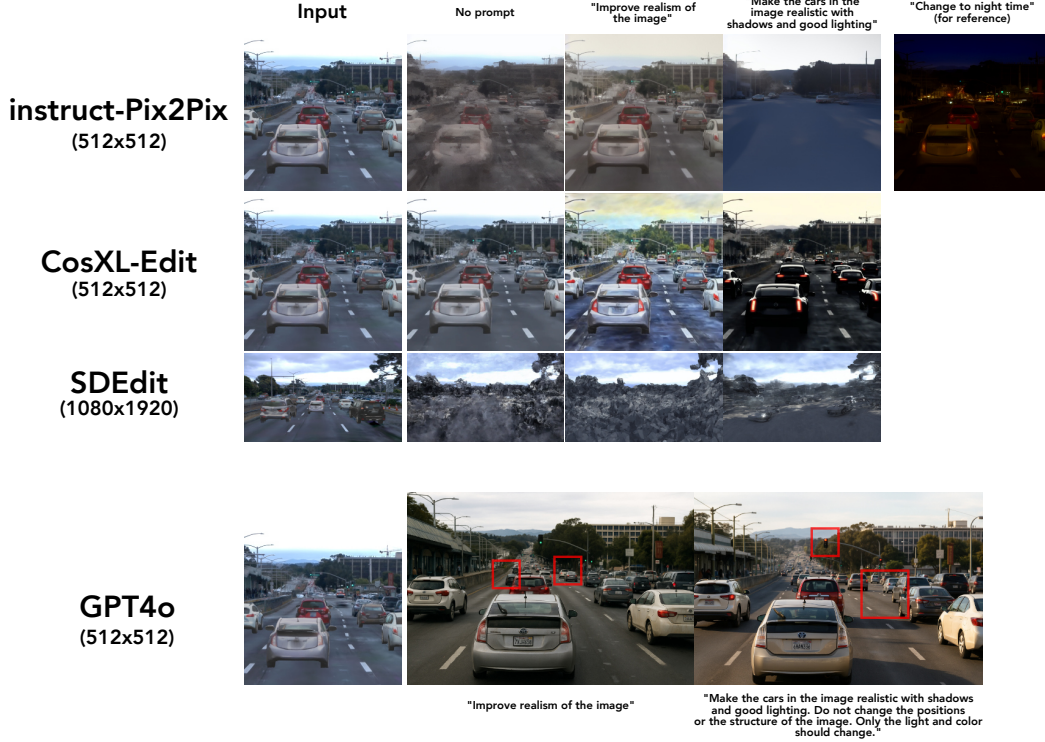 Input
No prompt
"Improve realism of
the image"
"Make the cars in the
image realistic with
shadows and good lighting"
"Change to night time"
(for reference)
instruct-Pix2Pix
(512x512)
CosXL-Edit
(512x512)
SDEdit
(1080x1920)
GPT4o
(512x512)
"Improve realism of the image"
"Make the cars in the image realistic with shadows
and good lighting. Do not change the positions
or the structure of the image. Only the light and color
should change."